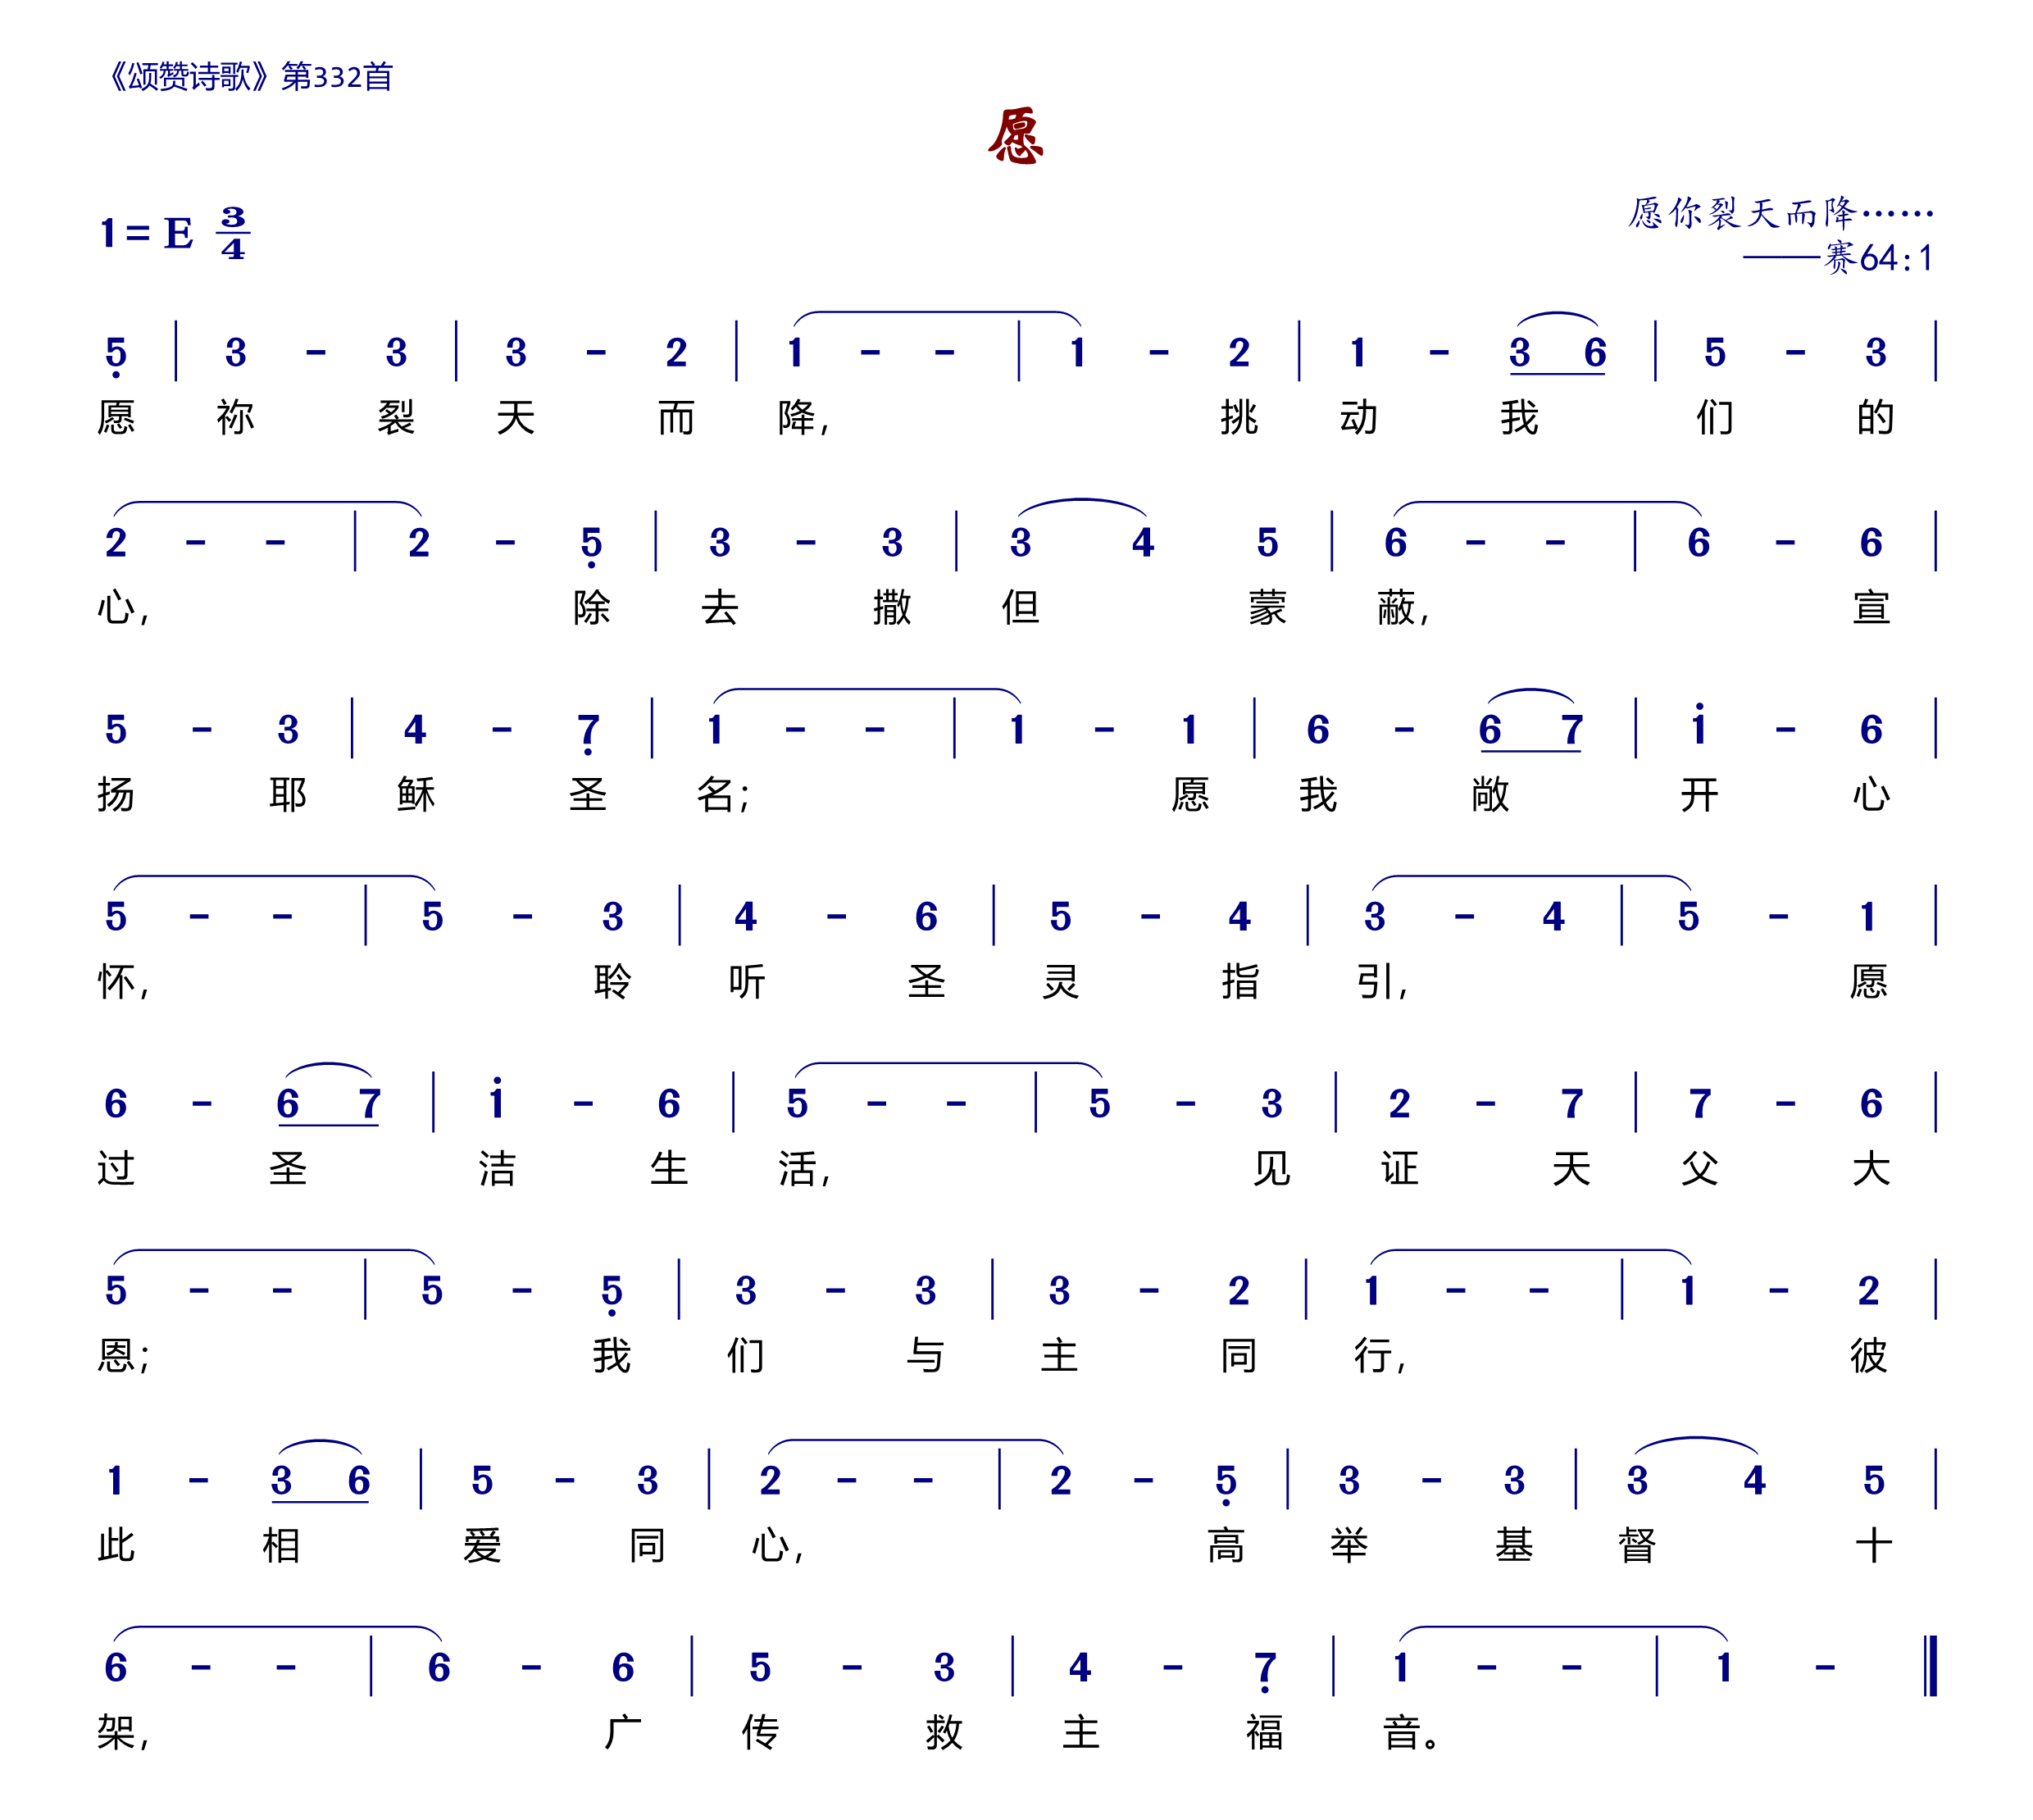 《颂赞诗歌》第332首
愿
1= E 3/4
愿你裂天而降……
——赛64:1
5̣ | 3 - 3 | 3 - 2 | 1 - - | 1 - 2 | 1 - 3 6 | 5 - 3 |
愿 祢 裂 天 而 降, 挑 动 我 们 的
2 - - | 2 - 5̣ | 3 - 3 | 3 4 5 | 6 - - | 6 - 6 |
心, 除 去 撤 但 蒙 蔽, 宣
5 - 3 | 4 - 7̣ | 1 - - | 1 - 1 | 6 - 6 7 | 1̇ - 6 |
扬 耶 稣 圣 名; 愿 我 敞 开 心
5 - - | 5 - 3 | 4 - 6 | 5 - 4 | 3 - 4 | 5 - 1 |
怀, 聆 听 圣 灵 指 引, 愿
6 - 6 7 | 1̇ - 6 | 5 - - | 5 - 3 | 2 - 7 | 7 - 6 |
过 圣 洁 生 活, 见 证 天 父 大
5 - - | 5 - 5̣ | 3 - 3 | 3 - 2 | 1 - - | 1 - 2 |
恩; 我 们 与 主 同 行, 彼
1 - 3 6 | 5 - 3 | 2 - - | 2 - 5̣ | 3 - 3 | 3 4 5 |
此 相 爱 同 心, 高 举 基 督 十
6 - - | 6 - 6 | 5 - 3 | 4 - 7̣ | 1 - - | 1 - ‖
架, 广 传 救 主 福 音。